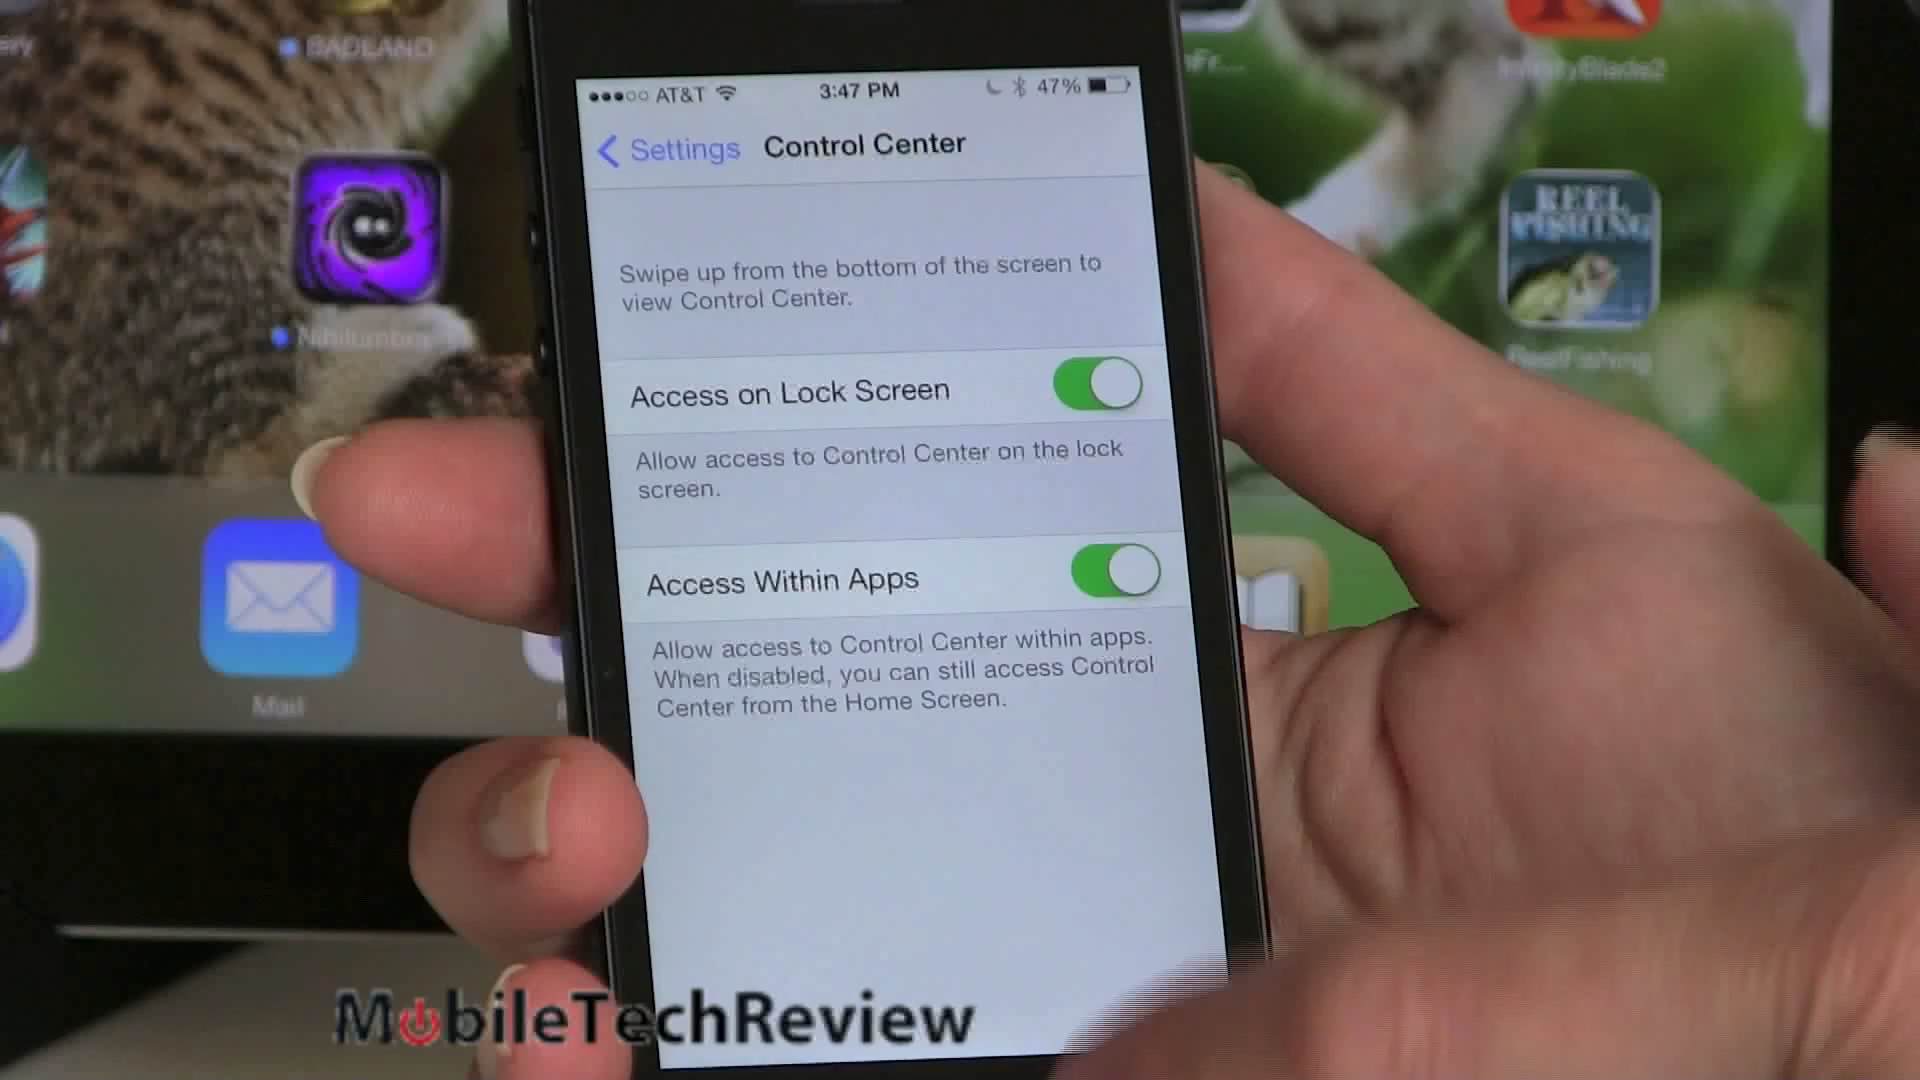 BADLAND
InfinityBlade2
AT&T 3:47 PM 47%
Settings Control Center
REEL
FISHING
Swipe up from the bottom of the screen to
view Control Center.
Nihilumbra
ReelFishing
Access on Lock Screen
Allow access to Control Center on the lock
screen.
Access Within Apps
Allow access to Control Center within apps.
When disabled, you can still access Control
Center from the Home Screen.
Mail
MobileTechReview